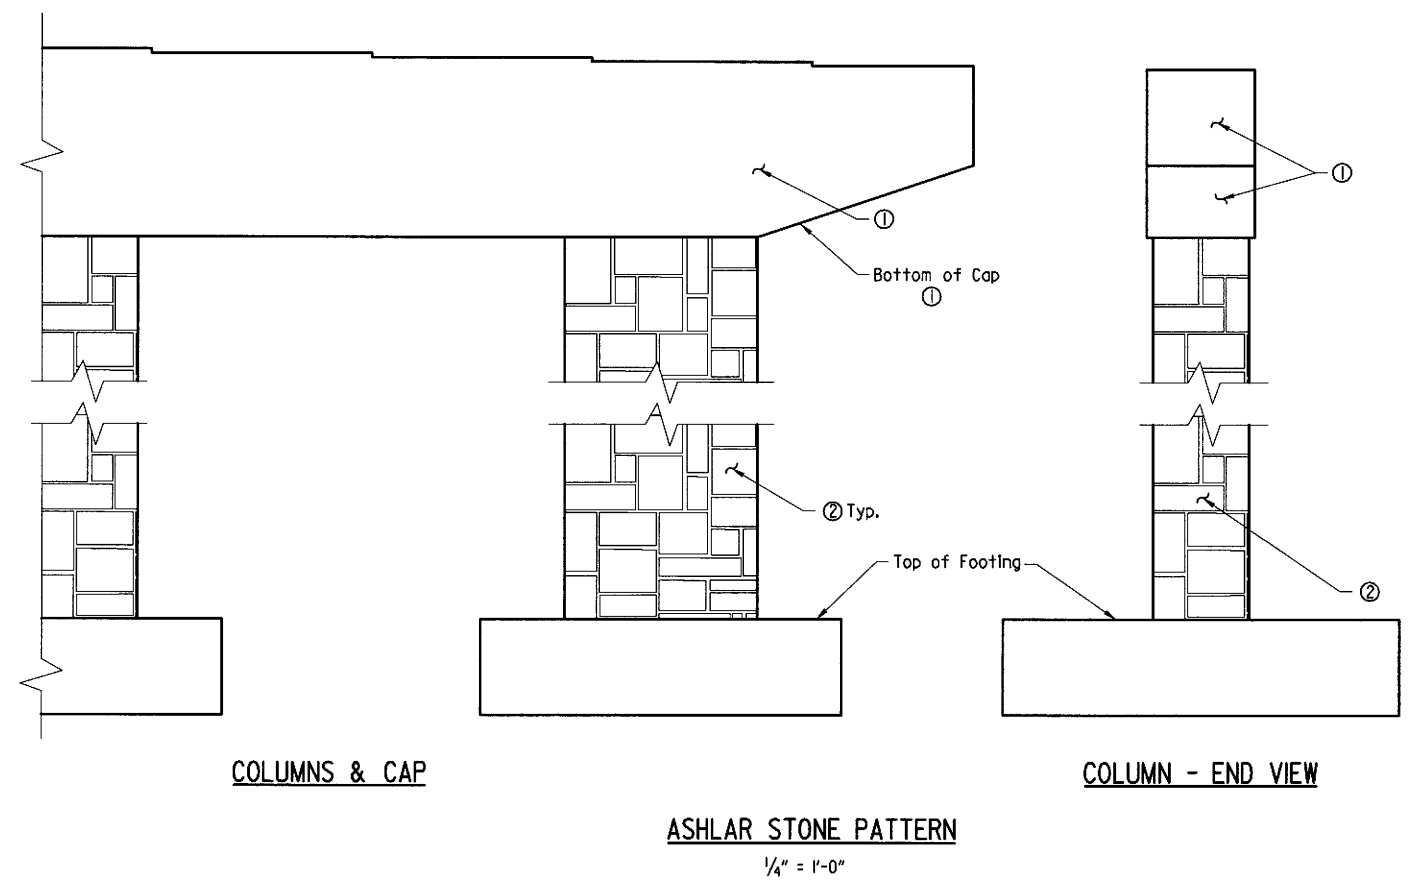 ①
①
Bottom of Cap
①
② Typ.
Top of Footing
②
COLUMNS & CAP
COLUMN - END VIEW
ASHLAR STONE PATTERN
1/4" = 1'-0"